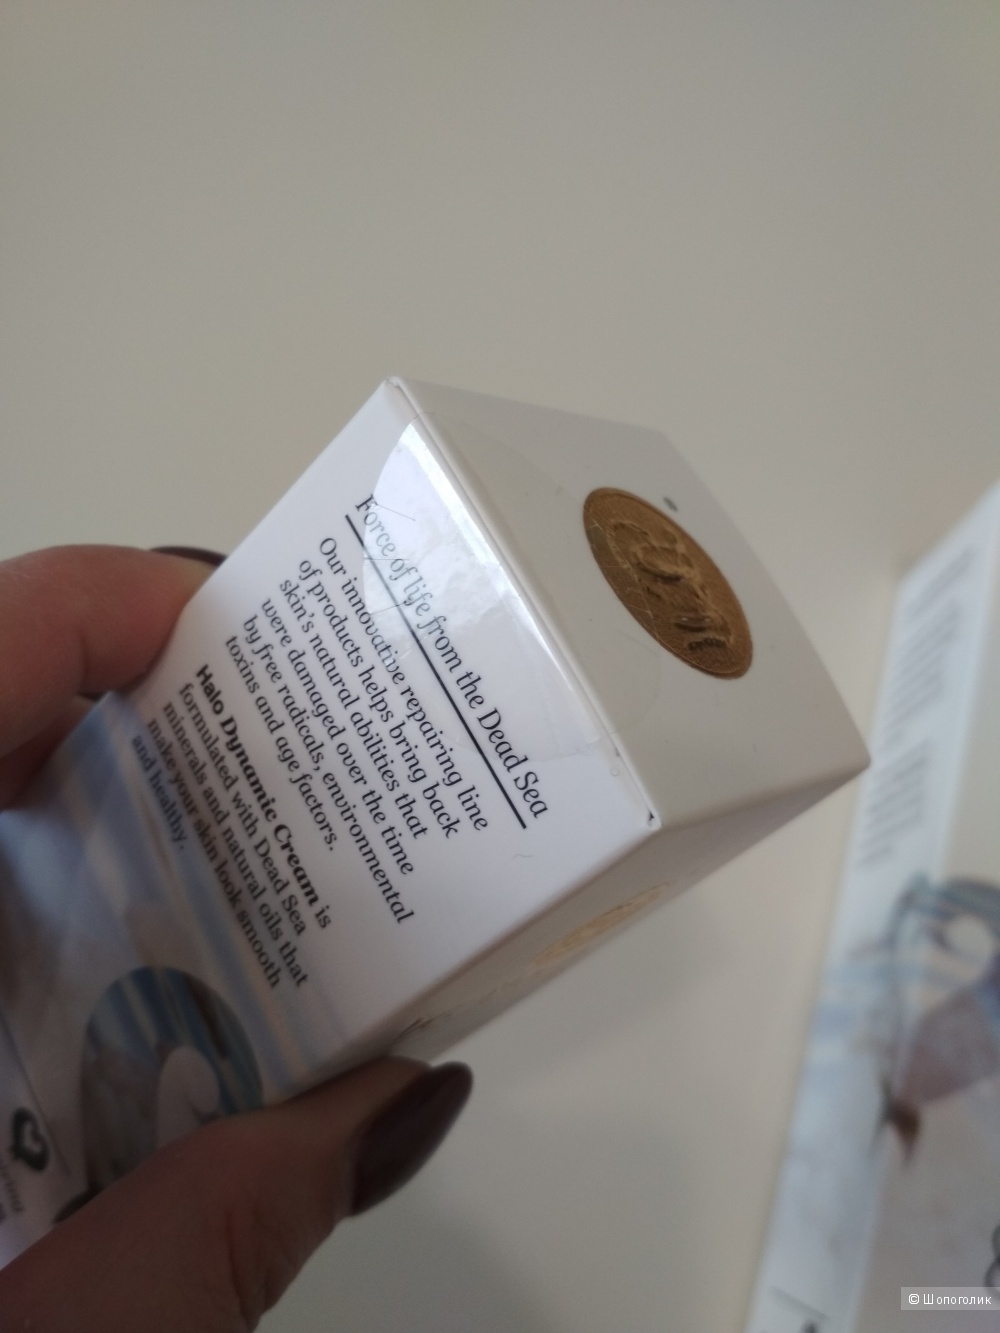 Force of life from the Dead Sea
Our innovative repairing line
of products helps bring back
skin's natural abilities that
were damaged over the time
by free radicals, environmental
toxins and age factors.
Halo Dynamic Cream is
formulated with Dead Sea
minerals and natural oils that
make your skin look smooth
and healthy.
© Шопоголик